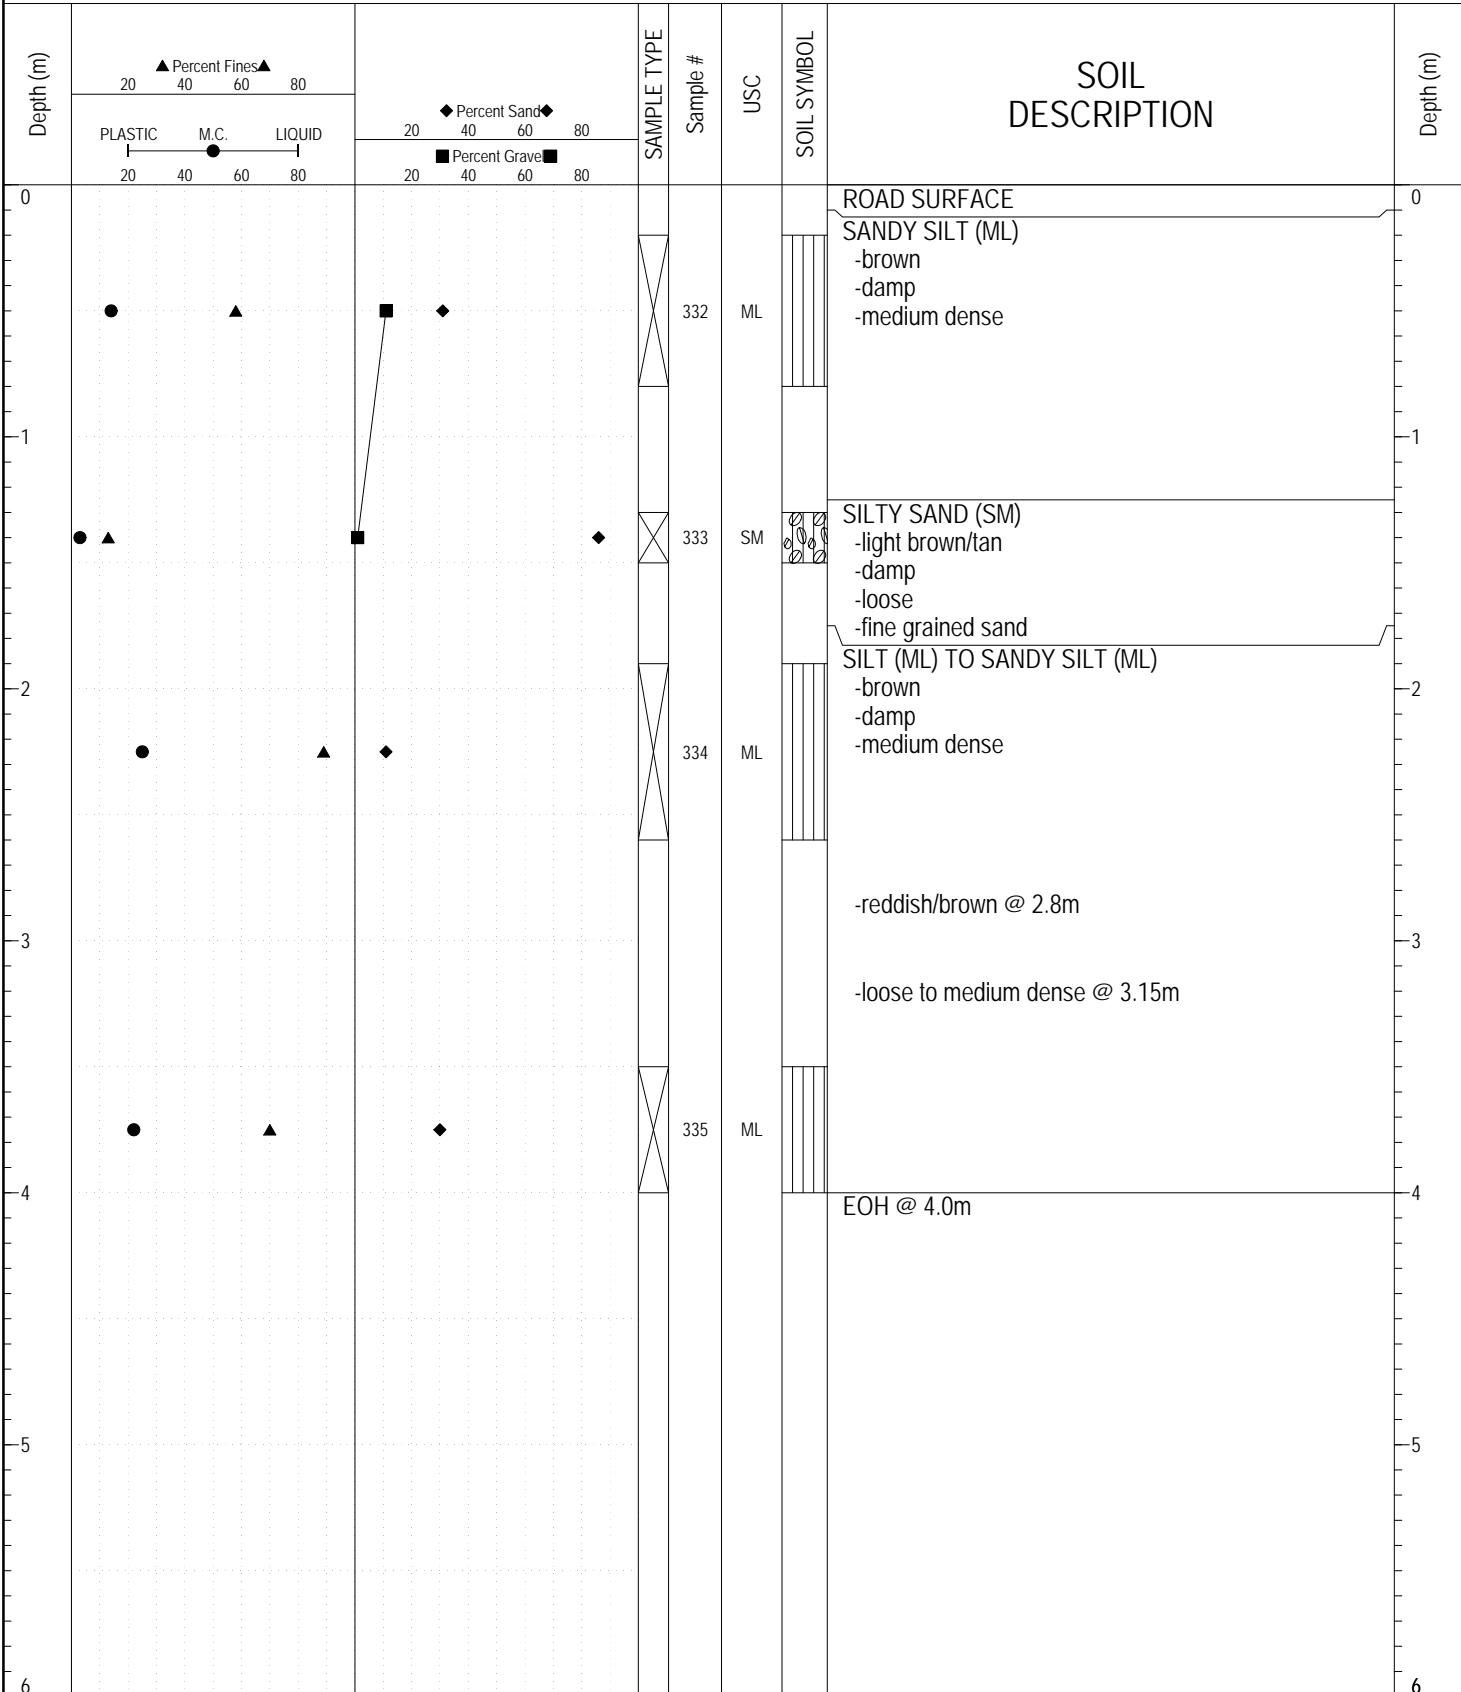 Depth (m)
▲ Percent Fines ▲
20 40 60 80
PLASTIC M.C. LIQUID
20 40 60 80
◆ Percent Sand ◆
20 40 60 80
■ Percent Gravel ■
20 40 60 80
SAMPLE TYPE
Sample #
USC
SOIL SYMBOL
SOIL
DESCRIPTION
Depth (m)
0 ROAD SURFACE 0
SANDY SILT (ML)
-brown
-damp
332 ML -medium dense
1 1
SILTY SAND (SM)
333 SM -light brown/tan
-damp
-loose
-fine grained sand
SILT (ML) TO SANDY SILT (ML)
2 -brown 2
-damp
334 ML -medium dense
-reddish/brown @ 2.8m
3 3
-loose to medium dense @ 3.15m
335 ML
4 4
EOH @ 4.0m
5 5
6 6